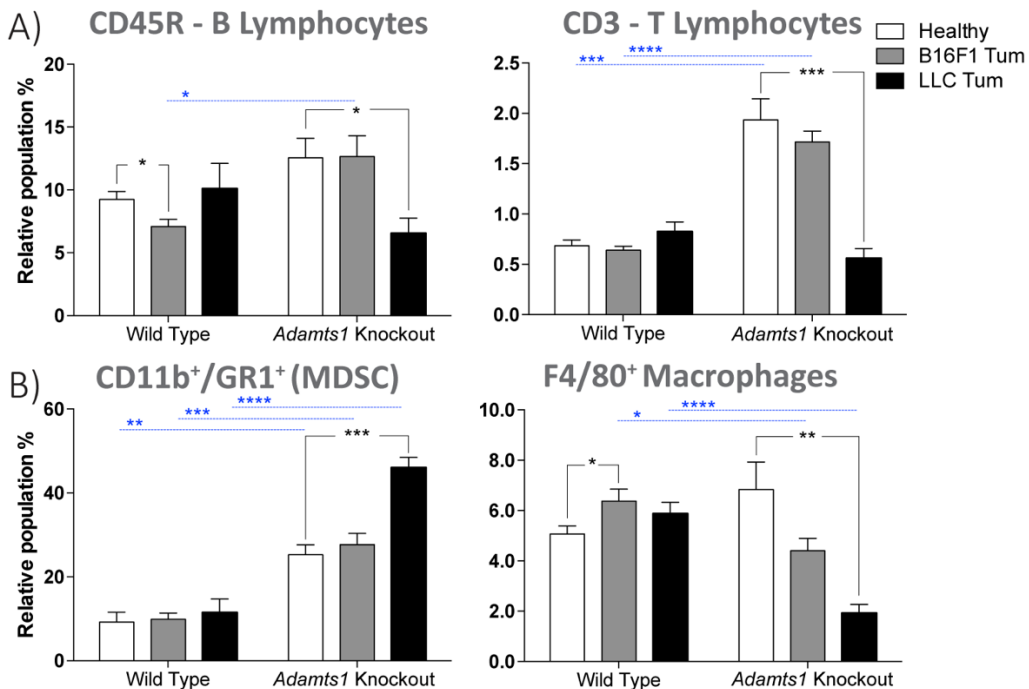 A)
CD45R - B Lymphocytes
CD3 - T Lymphocytes
Healthy
B16F1 Tum
LLC Tum
Relative population %
20
15
10
5
0
*
*
*
Wild Type
Adamts1 Knockout
2.5
2.0
1.5
1.0
0.5
0.0
***
****
***
Wild Type
Adamts1 Knockout
B)
CD11b⁺/GR1⁺ (MDSC)
F4/80⁺ Macrophages
Relative population %
60
40
20
0
****
***
**
***
Wild Type
Adamts1 Knockout
10.0
8.0
6.0
4.0
2.0
0.0
****
*
**
*
Wild Type
Adamts1 Knockout